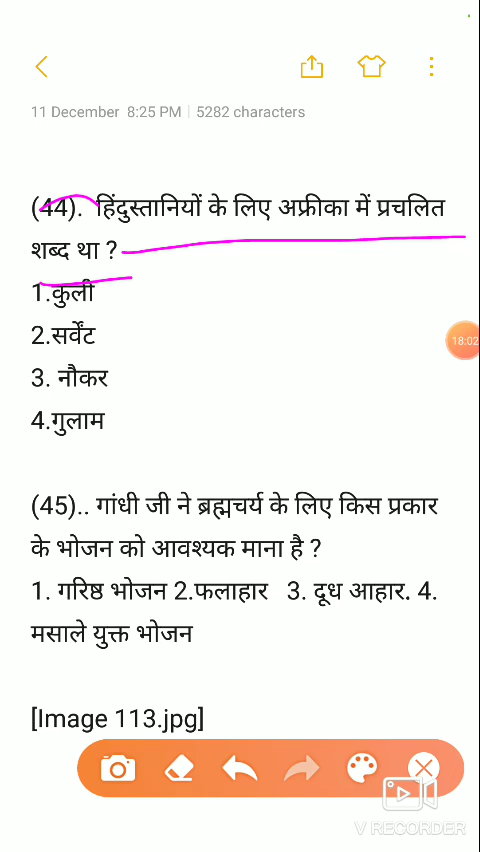 11 December 8:25 PM | 5282 characters
(44). हिंदुस्तानियों के लिए अफ्रीका में प्रचलित
शब्द था ?
1.कुली
2.सर्वेंट
3. नौकर
4.गुलाम
18:02
(45).. गांधी जी ने ब्रह्मचर्य के लिए किस प्रकार
के भोजन को आवश्यक माना है ?
1. गरिष्ठ भोजन 2.फलाहार 3. दूध आहार. 4.
मसाले युक्त भोजन
[Image 113.jpg]
V RECORDER